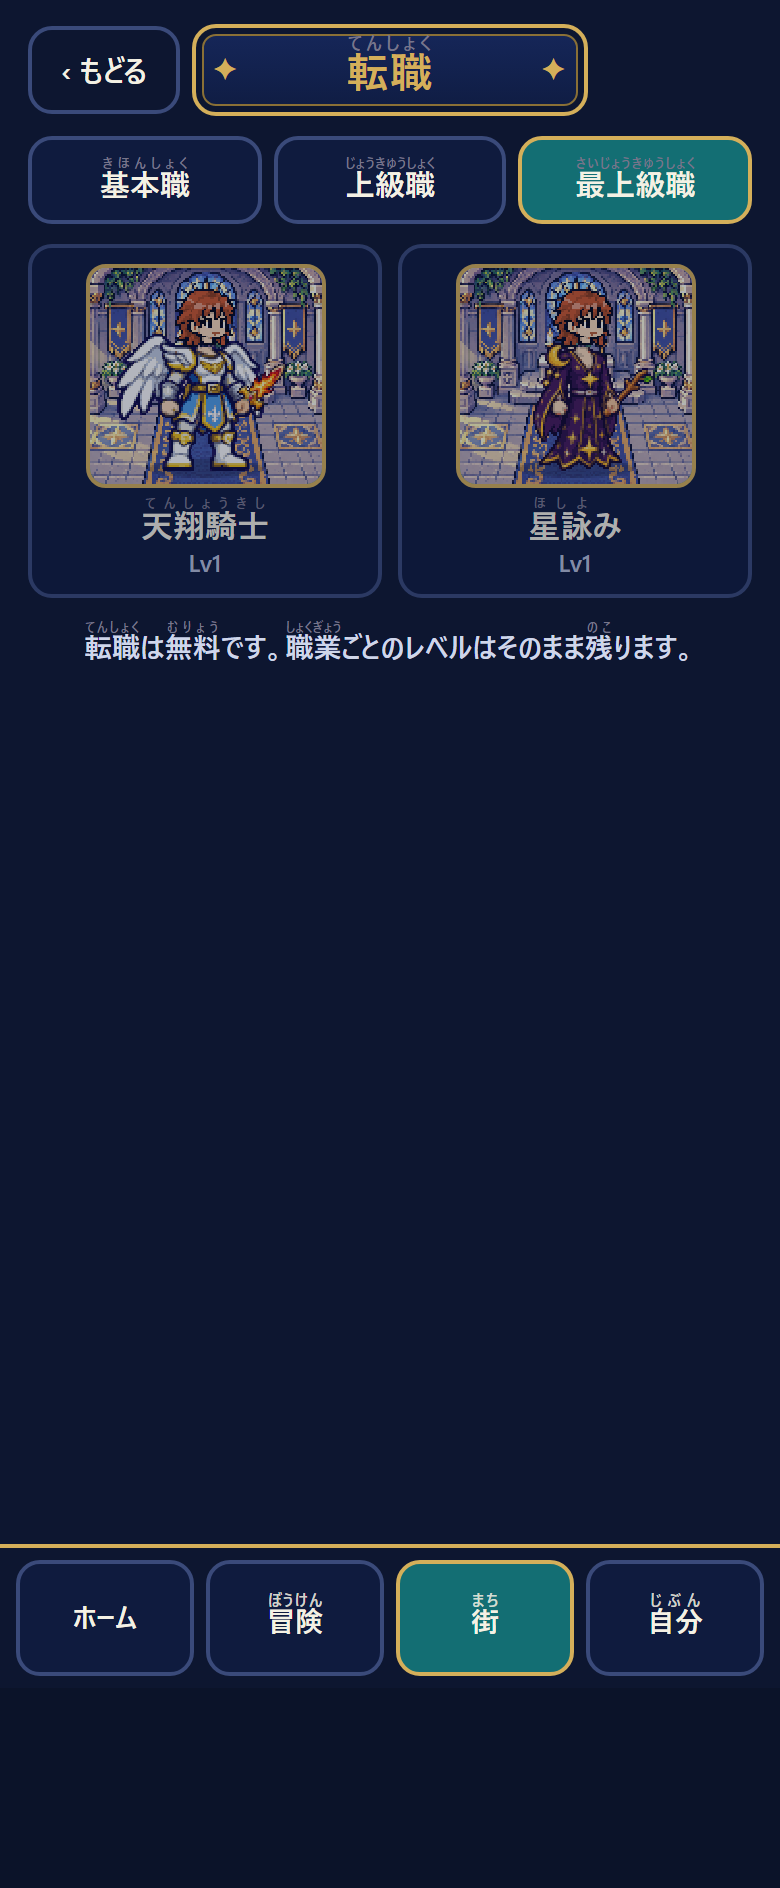 ‹ もどる
てんしょく
転職
きほんしょく
基本職
じょうきゅうしょく
上級職
さいじょうきゅうしょく
最上級職
てんしょうきし
天翔騎士
Lv1
ほしよ
星詠み
Lv1
てんしょく むりょう しょくぎょう のこ
転職は無料です。職業ごとのレベルはそのまま残ります。
ホーム
ぼうけん
冒険
まち
街
じぶん
自分